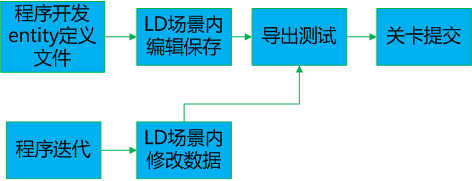 程序开发
entity定义
文件
LD场景内
编辑保存
导出测试
关卡提交
程序迭代
LD场景内
修改数据